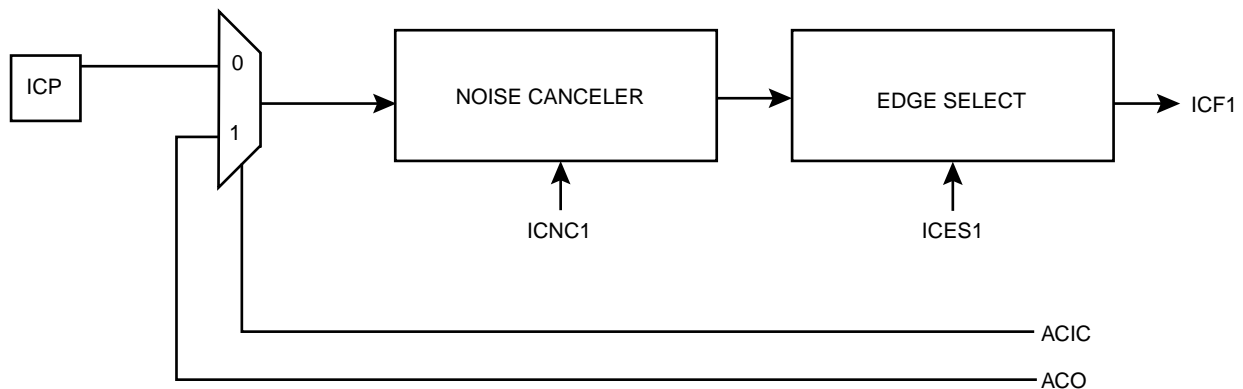 ICP
0
1
NOISE CANCELER
EDGE SELECT
ICF1
ICNC1
ICES1
ACIC
ACO